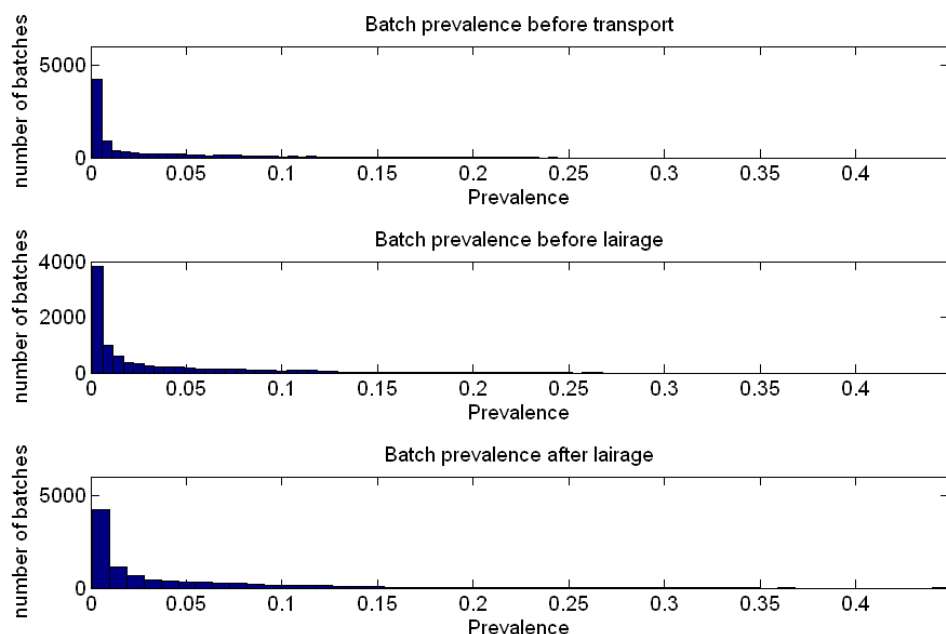 Batch prevalence before transport
number of batches
5000
0
0 0.05 0.1 0.15 0.2 0.25 0.3 0.35 0.4
Prevalence
Batch prevalence before lairage
number of batches
4000
2000
0
0 0.05 0.1 0.15 0.2 0.25 0.3 0.35 0.4
Prevalence
Batch prevalence after lairage
number of batches
5000
0
0 0.05 0.1 0.15 0.2 0.25 0.3 0.35 0.4
Prevalence